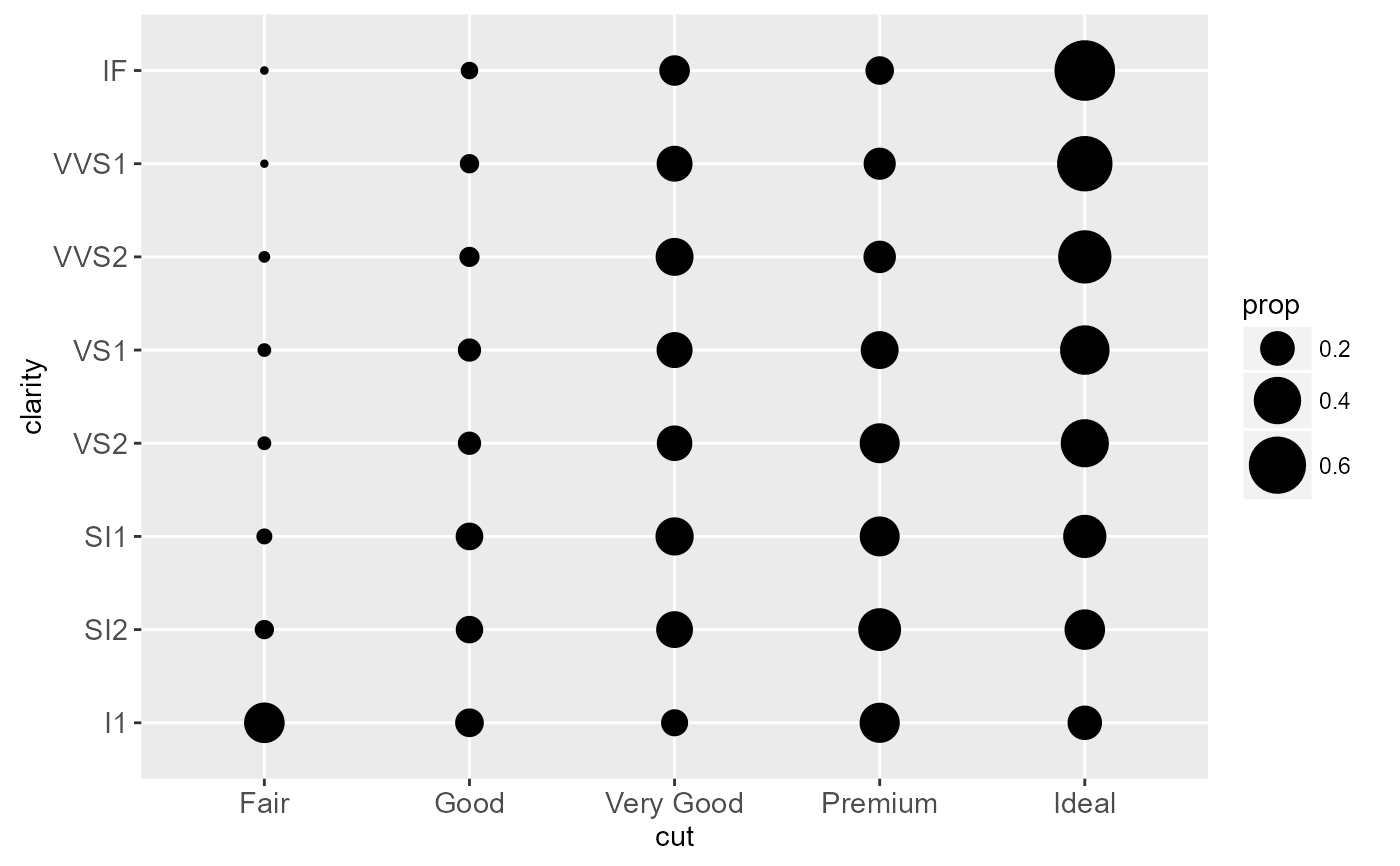 IF
VVS1
VVS2
VS1
VS2
SI1
SI2
I1
clarity
Fair Good Very Good Premium Ideal
cut
prop
0.2
0.4
0.6